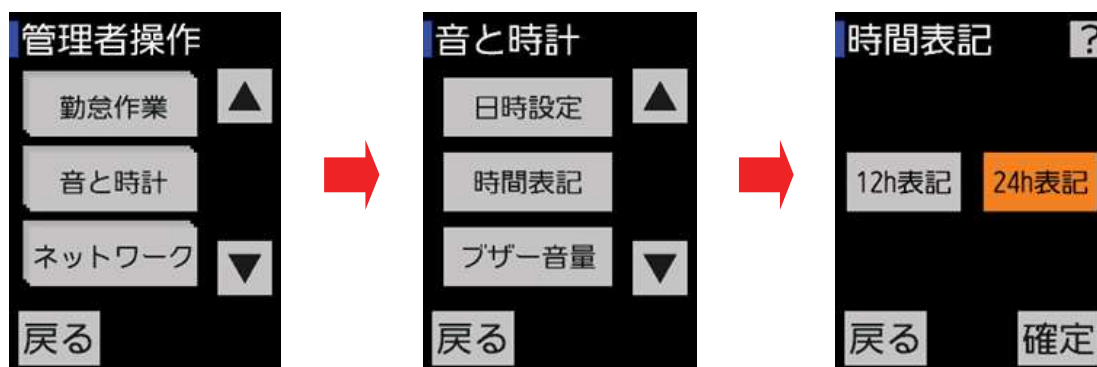 管理者操作
勤怠作業
▲
音と時計
ネットワーク
▼
戻る
音と時計
日時設定
▲
時間表記
ブザー音量
▼
戻る
時間表記 ?
12h表記 24h表記
戻る 確定